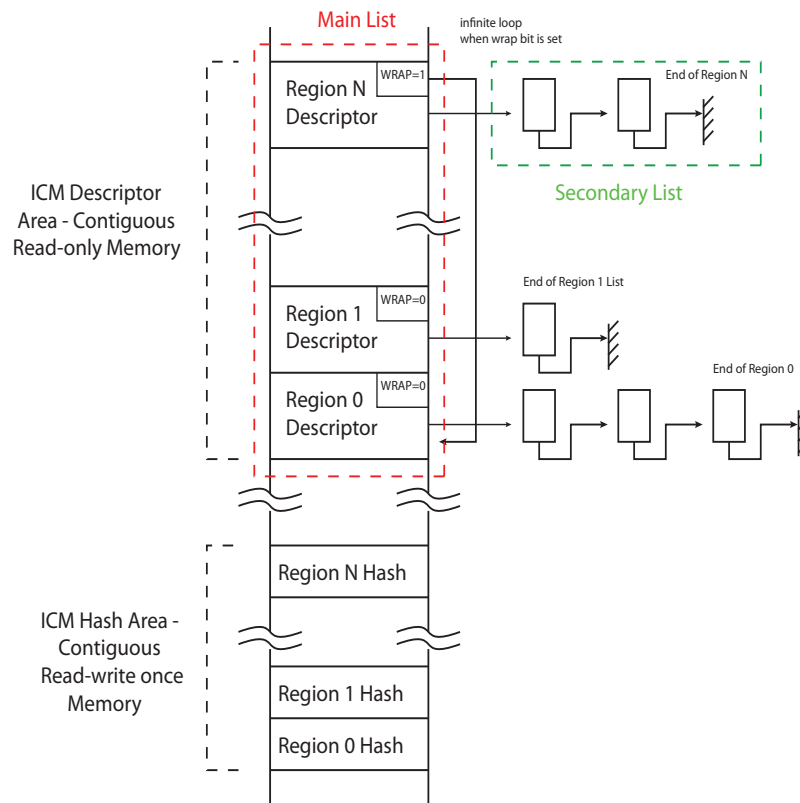 Main List
infinite loop
when wrap bit is set
Region N
Descriptor
WRAP=1
End of Region N
Secondary List
ICM Descriptor
Area - Contiguous
Read-only Memory
End of Region 1 List
Region 1
Descriptor
WRAP=0
End of Region 0
Region 0
Descriptor
WRAP=0
Region N Hash
ICM Hash Area -
Contiguous
Read-write once
Memory
Region 1 Hash
Region 0 Hash